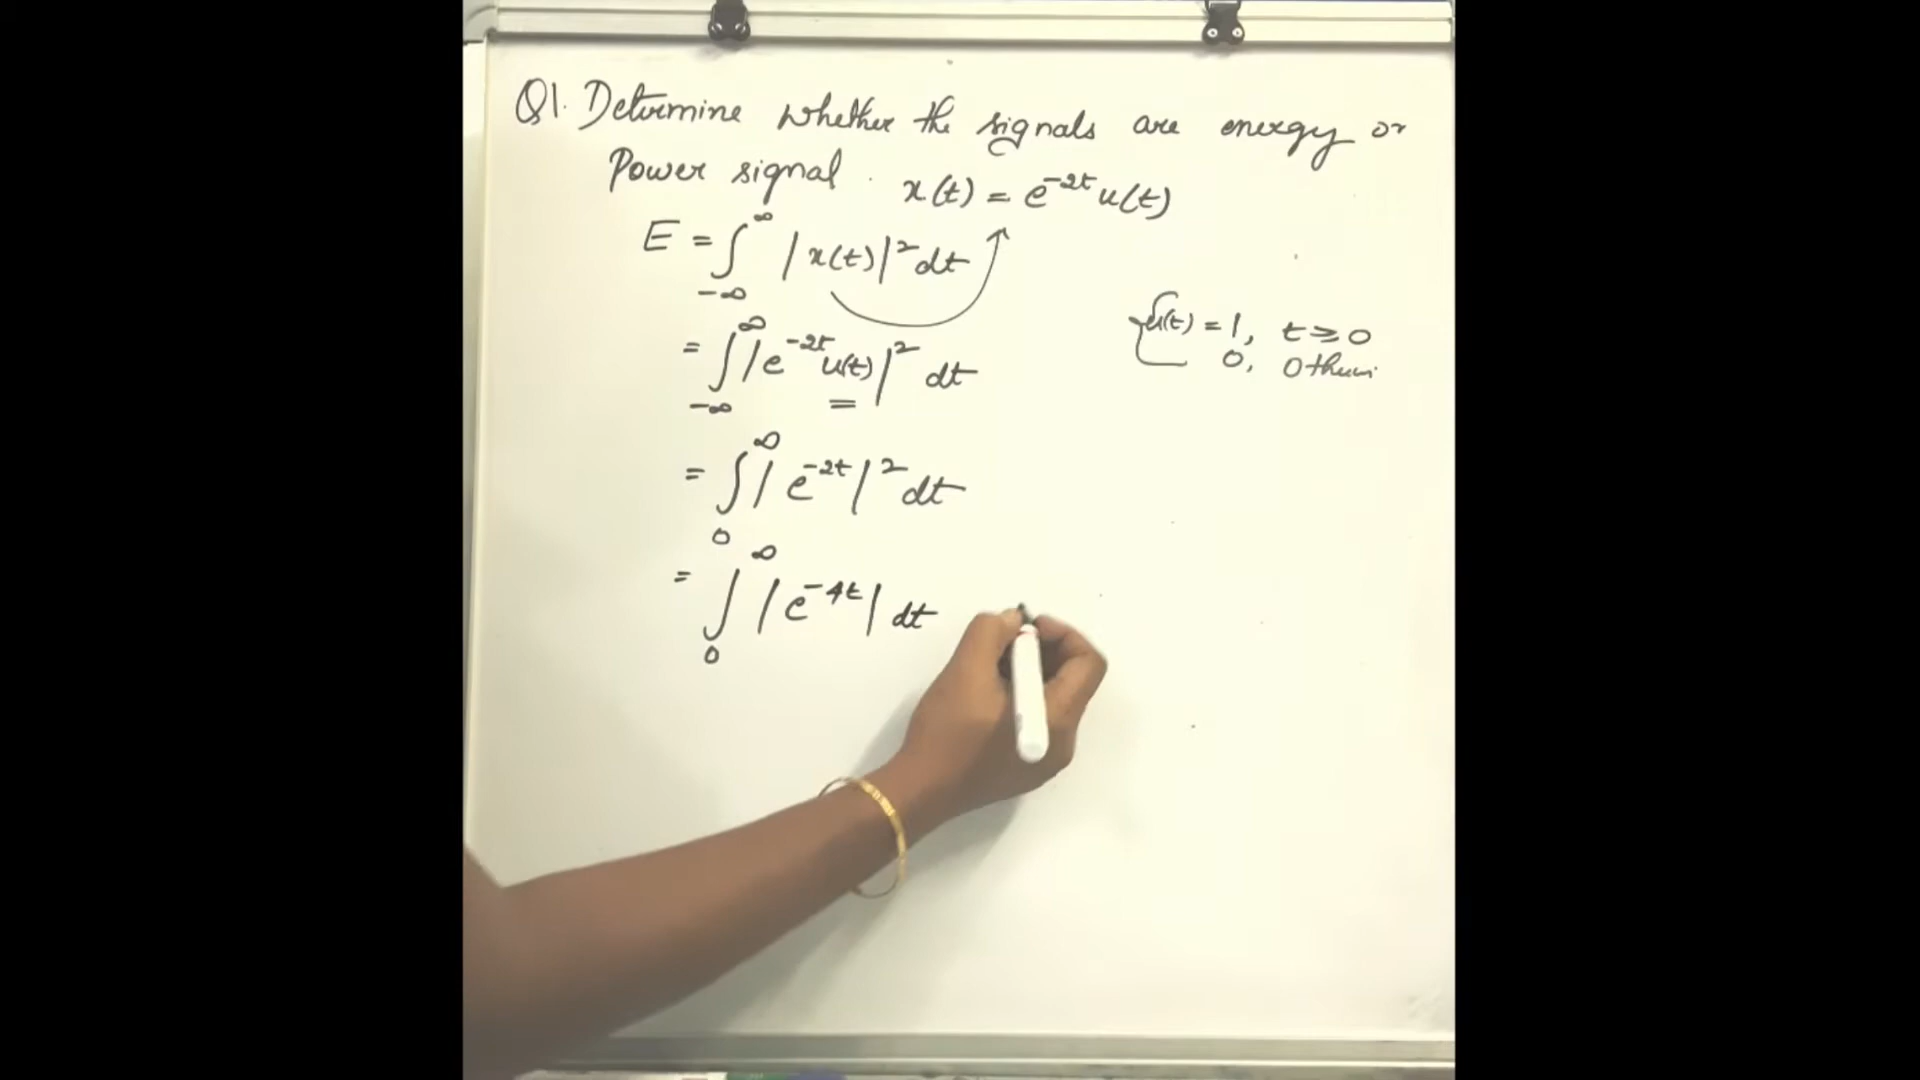 Q1. Determine whether the signals are energy or
Power signal. x(t) = e^{-2t} u(t)
E = ∫_{-∞}^{∞} |x(t)|² dt
= ∫_{-∞}^{∞} |e^{-2t} u(t)|² dt
u(t) = 1, t ≥ 0
0,
= ∫_{0}^{∞} |e^{-2t}|² dt
= ∫_{0}^{∞} |e^{-4t}| dt